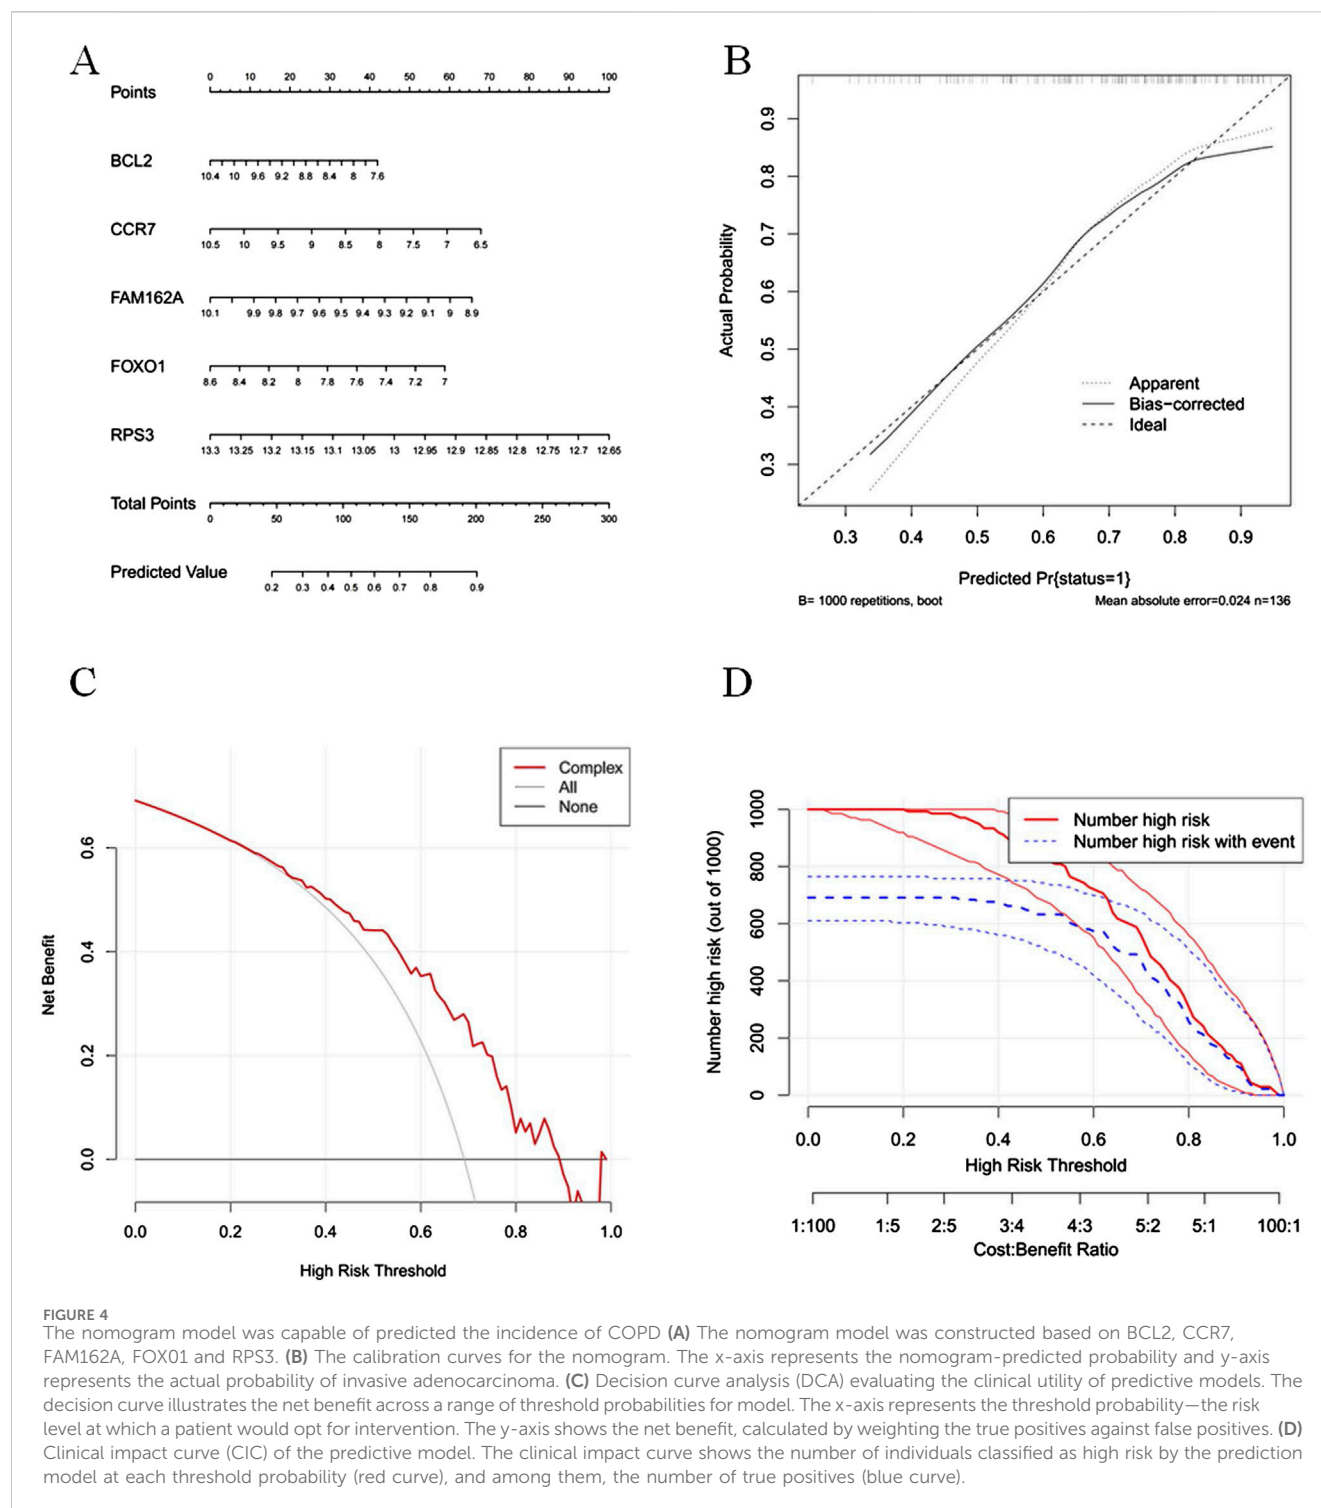 A
Points
0 10 20 30 40 50 60 70 80 90 100
BCL2
10.4 10 9.6 9.2 8.8 8.4 8 7.6
CCR7
10.5 10 9.5 9 8.5 8 7.5 7 6.5
FAM162A
10.1 9.9 9.8 9.7 9.6 9.5 9.4 9.3 9.2 9.1 9 8.9
FOXO1
8.6 8.4 8.2 8 7.8 7.6 7.4 7.2 7
RPS3
13.3 13.25 13.2 13.15 13.1 13.05 13 12.95 12.9 12.85 12.8 12.75 12.7 12.65
Total Points
0 50 100 150 200 250 300
Predicted Value
0.2 0.3 0.4 0.5 0.6 0.7 0.8 0.9
B
Actual Probability
0.9
0.8
0.7
0.6
0.5
0.4
0.3
Apparent
Bias-corrected
Ideal
0.3 0.4 0.5 0.6 0.7 0.8 0.9
Predicted Pr{status=1}
B= 1000 repetitions, boot
Mean absolute error=0.024 n=136
C
Net Benefit
0.6
0.4
0.2
0.0
Complex
All
None
0.0 0.2 0.4 0.6 0.8 1.0
High Risk Threshold
D
Number high risk (out of 1000)
1000
800
600
400
200
0
Number high risk
Number high risk with event
0.0 0.2 0.4 0.6 0.8 1.0
High Risk Threshold
1:100 1:5 2:5 3:4 4:3 5:2 5:1 100:1
Cost:Benefit Ratio
FIGURE 4
The nomogram model was capable of predicted the incidence of COPD (A) The nomogram model was constructed based on BCL2, CCR7,
FAM162A, FOX01 and RPS3. (B) The calibration curves for the nomogram. The x-axis represents the nomogram-predicted probability and y-axis
represents the actual probability of invasive adenocarcinoma. (C) Decision curve analysis (DCA) evaluating the clinical utility of predictive models. The
decision curve illustrates the net benefit across a range of threshold probabilities for model. The x-axis represents the threshold probability—the risk
level at which a patient would opt for intervention. The y-axis shows the net benefit, calculated by weighting the true positives against false positives. (D)
Clinical impact curve (CIC) of the predictive model. The clinical impact curve shows the number of individuals classified as high risk by the prediction
model at each threshold probability (red curve), and among them, the number of true positives (blue curve).